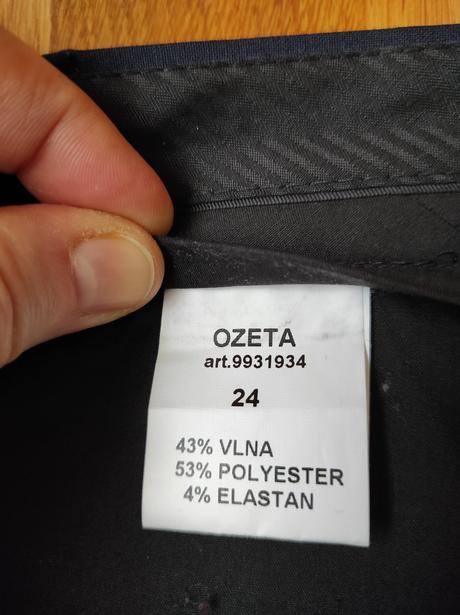 OZETA
art.9931934
24
43% VLNA
53% POLYESTER
4% ELASTAN